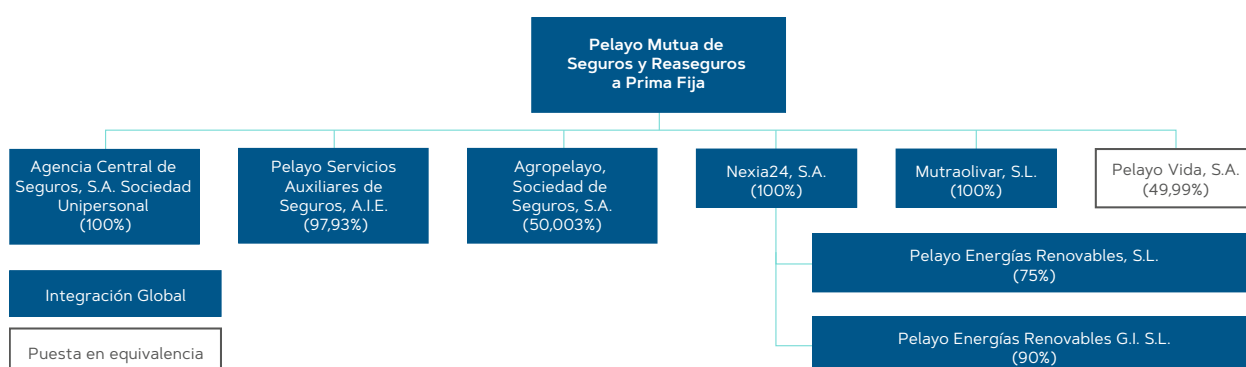 Pelayo Mutua de
Seguros y Reaseguros
a Prima Fija
Agencia Central de
Seguros, S.A. Sociedad
Unipersonal
(100%)
Pelayo Servicios
Auxiliares de
Seguros, A.I.E.
(97,93%)
Agropelayo,
Sociedad de
Seguros, S.A.
(50,003%)
Nexia24, S.A.
(100%)
Mutraolivar, S.L.
(100%)
Pelayo Vida, S.A.
(49,99%)
Pelayo Energías Renovables, S.L.
(75%)
Pelayo Energías Renovables G.I. S.L.
(90%)
Integración Global
Puesta en equivalencia